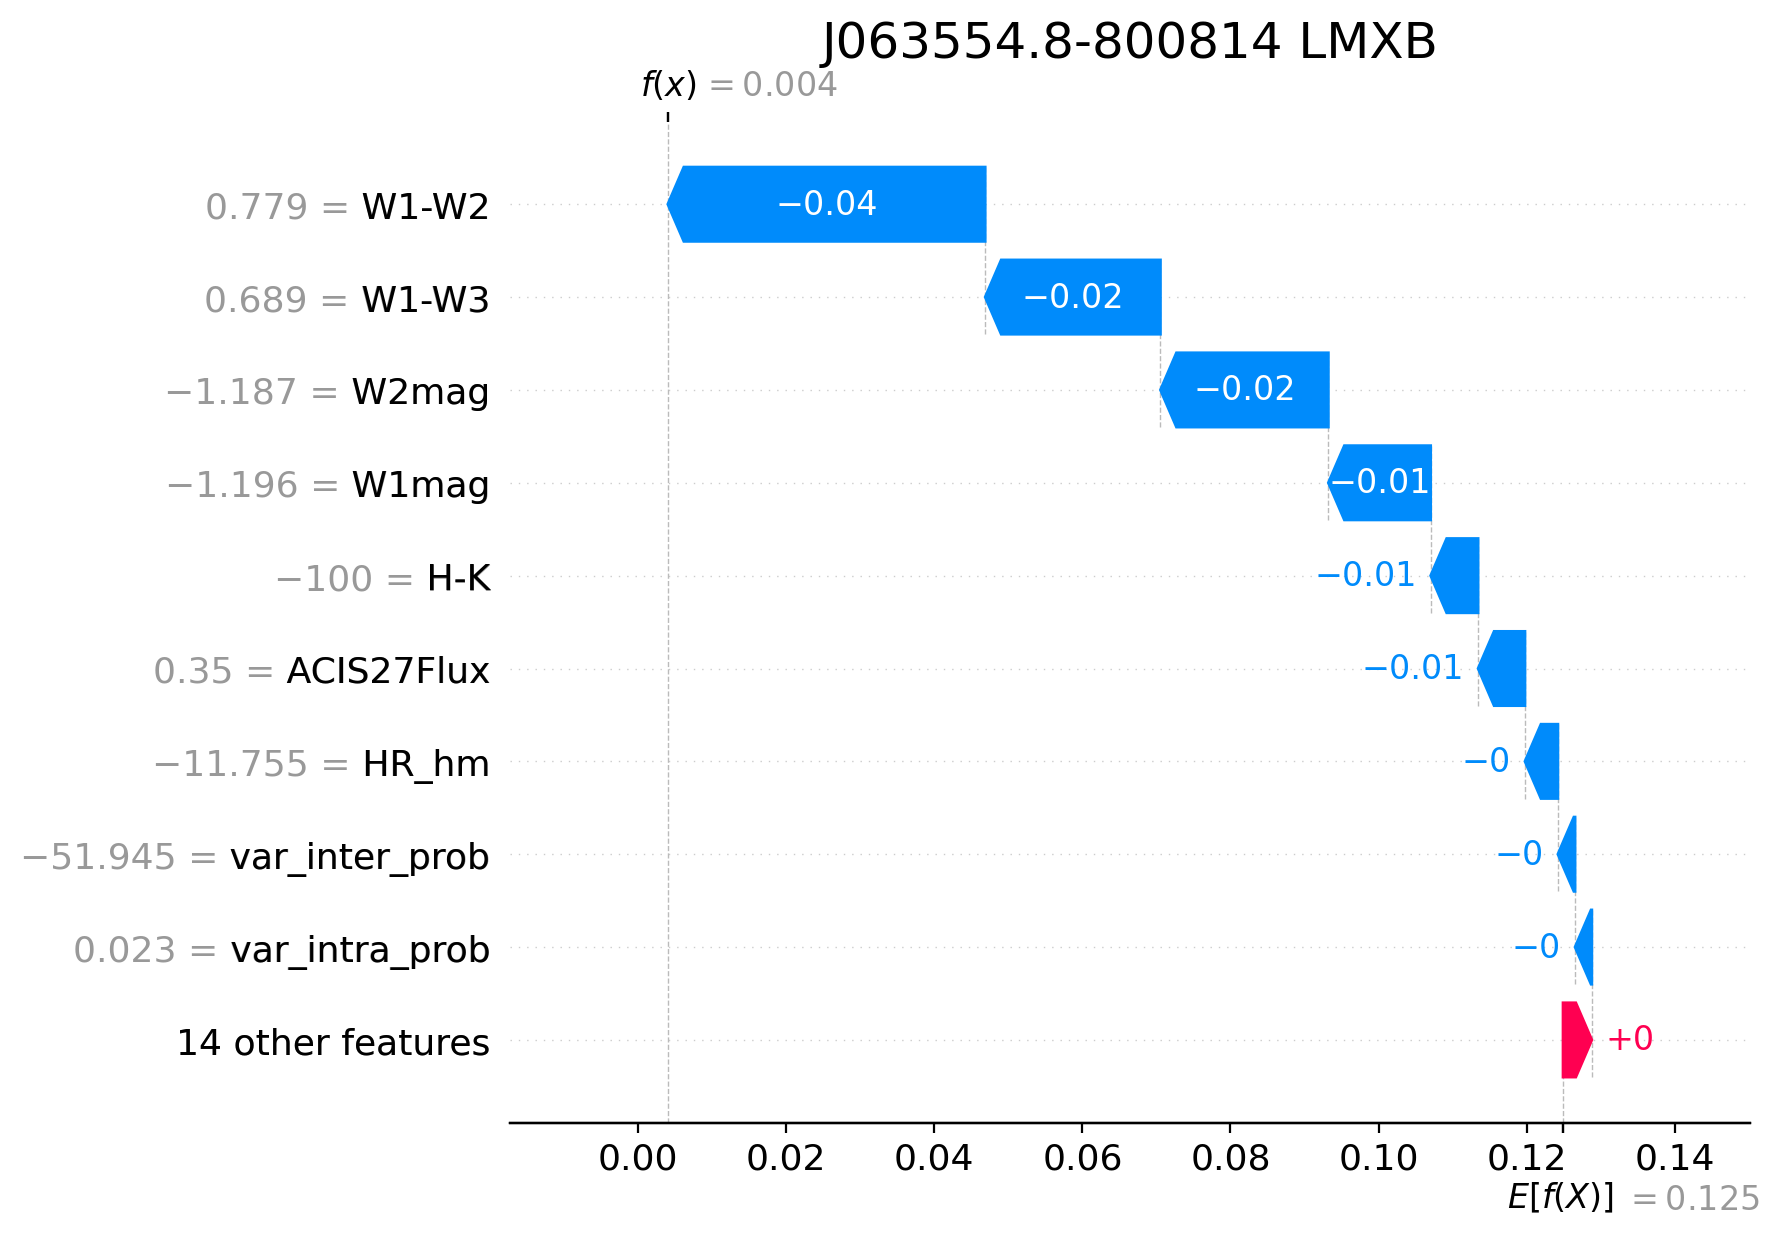 J063554.8-800814 LMXB
f(x) = 0.004
0.779 = W1-W2
−0.04
0.689 = W1-W3
−0.02
−1.187 = W2mag
−0.02
−1.196 = W1mag
−0.01
−100 = H-K
−0.01
0.35 = ACIS27Flux
−0.01
−11.755 = HR_hm
−0
−51.945 = var_inter_prob
−0
0.023 = var_intra_prob
−0
14 other features
+0
0.00 0.02 0.04 0.06 0.08 0.10 0.12 0.14
E[f(X)] = 0.125